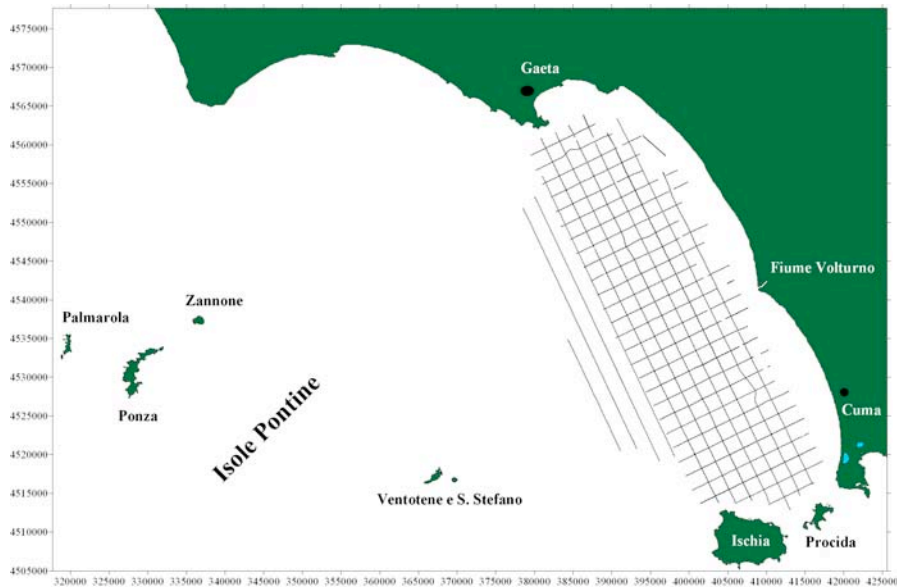 4575000
4570000
4565000
4560000
4555000
4550000
4545000
4540000
4535000
4530000
4525000
4520000
4515000
4510000
4505000
Gaeta
Fiume Volturno
Zannone
Palmarola
Ponza
Isole Pontine
Cuma
Ventotene e S. Stefano
Ischia
Procida
320000 325000 330000 335000 340000 345000 350000 355000 360000 365000 370000 375000 380000 385000 390000 395000 400000 405000 410000 415000 420000 425000